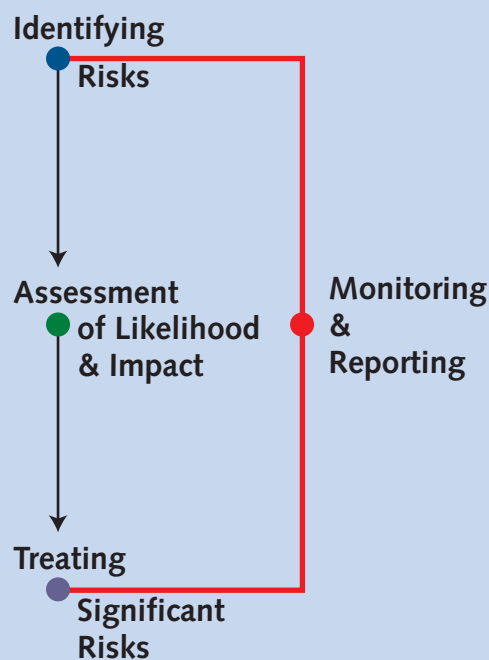 Identifying
Risks
Assessment
of Likelihood
& Impact
Monitoring
&
Reporting
Treating
Significant
Risks